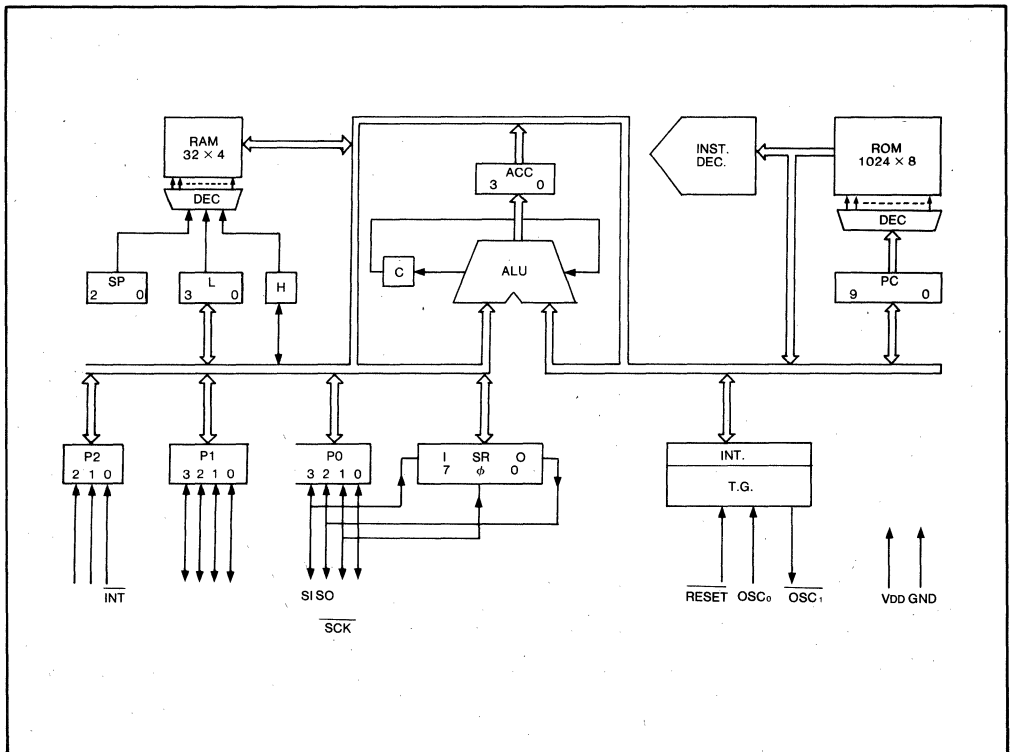 RAM
32 × 4
DEC
SP
2 0
L
3 0
H
ACC
3 0
C
ALU
INST.
DEC.
ROM
1024 × 8
DEC
PC
9 0
P2
2 1 0
P1
3 2 1 0
P0
3 2 1 0
I SR O
7 ϕ 0
INT.
T.G.
INT
SI SO
SCK
RESET
OSC₀
OSC₁
VDD GND